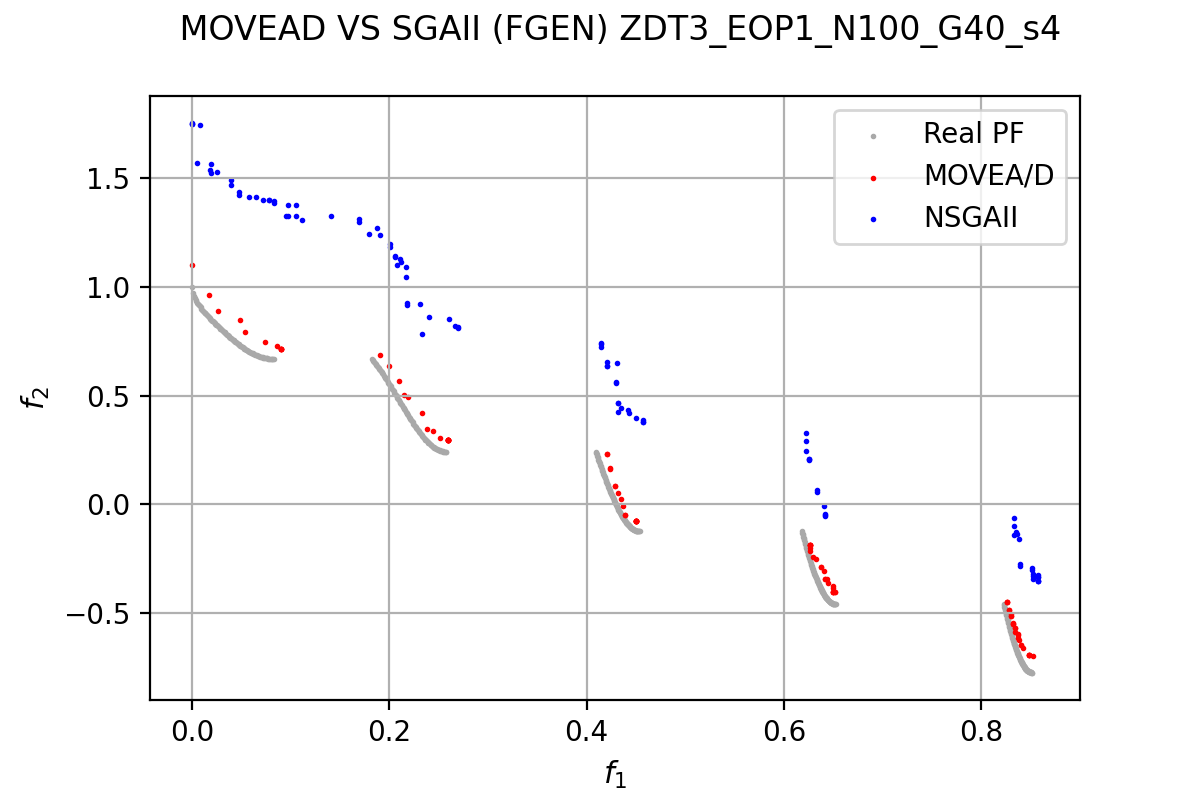 MOVEAD VS SGAII (FGEN) ZDT3_EOP1_N100_G40_s4
Real PF
MOVEA/D
NSGAII
1.5
1.0
0.5
0.0
−0.5
f₂
0.0 0.2 0.4 0.6 0.8
f₁